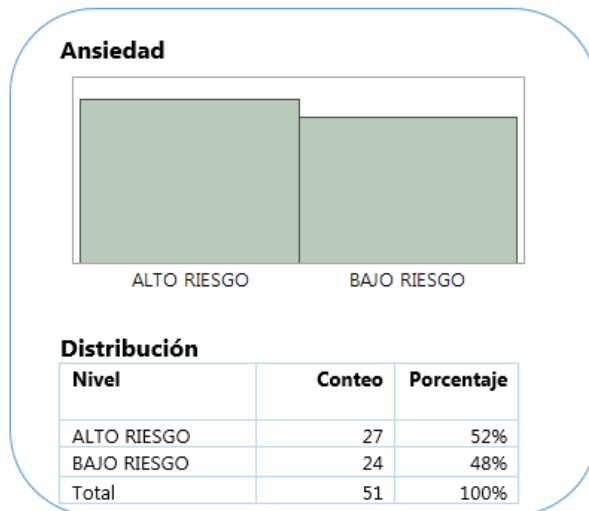 Ansiedad
ALTO RIESGO BAJO RIESGO
Distribución
Nivel Conteo Porcentaje
ALTO RIESGO 27 52%
BAJO RIESGO 24 48%
Total 51 100%